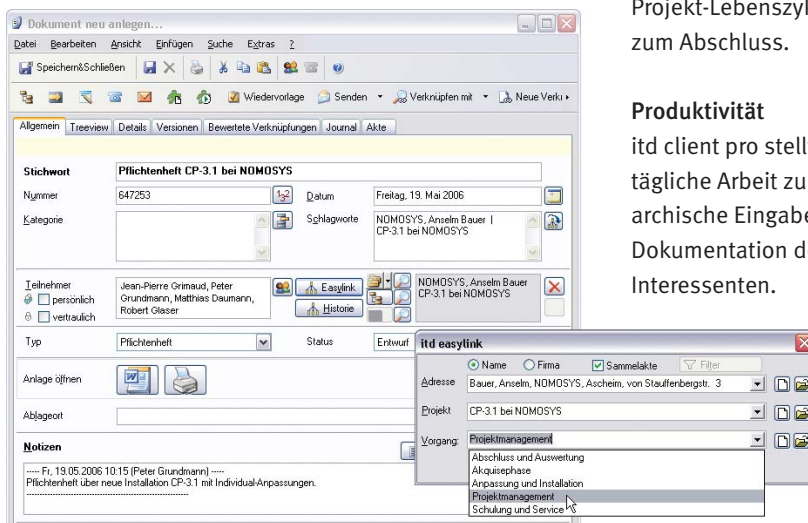 Dokument neu anlegen...
Datei Bearbeiten Ansicht Einfügen Suche Extras ?
Speichern&Schließen
Wiedervorlage Senden Verknüpfen mit Neue Verk
Allgemein Treeview Details Versionen Bewertete Verknüpfungen Journal Akte
Stichwort Pflichtenheft CP-3.1 bei NOMOSYS
Nummer 647253 Datum Freitag, 19. Mai 2006
Kategorie Schlagworte NOMOSYS, Anselm Bauer |
CP-3.1 bei NOMOSYS
Teilnehmer Jean-Pierre Grimaud, Peter
Grundmann, Matthias Daumann,
Robert Glaser
persönlich
vertraulich
Easylink
Historie
NOMOSYS, Anselm Bauer
CP-3.1 bei NOMOSYS
Typ Pflichtenheft Status Entwurf
Anlage öffnen
Ablageort
Notizen
----- Fr, 19.05.2006 10:15 (Peter Grundmann) -----
Pflichtenheft über neue Installation CP-3.1 mit Individual-Anpassungen.
itd easylink
Name Firma Sammelakte Filter
Adresse Bauer, Anselm, NOMOSYS, Ascheim, von Stauffenbergstr. 3
Projekt CP-3.1 bei NOMOSYS
Vorgang: Projektmanagement
Abschluss und Auswertung
Akquisephase
Anpassung und Installation
Projektmanagement
Schulung und Service
Projekt-Lebenszyl
zum Abschluss.
Produktivität
itd client pro stell
tägliche Arbeit zu
archische Eingabe
Dokumentation d
Interessenten.